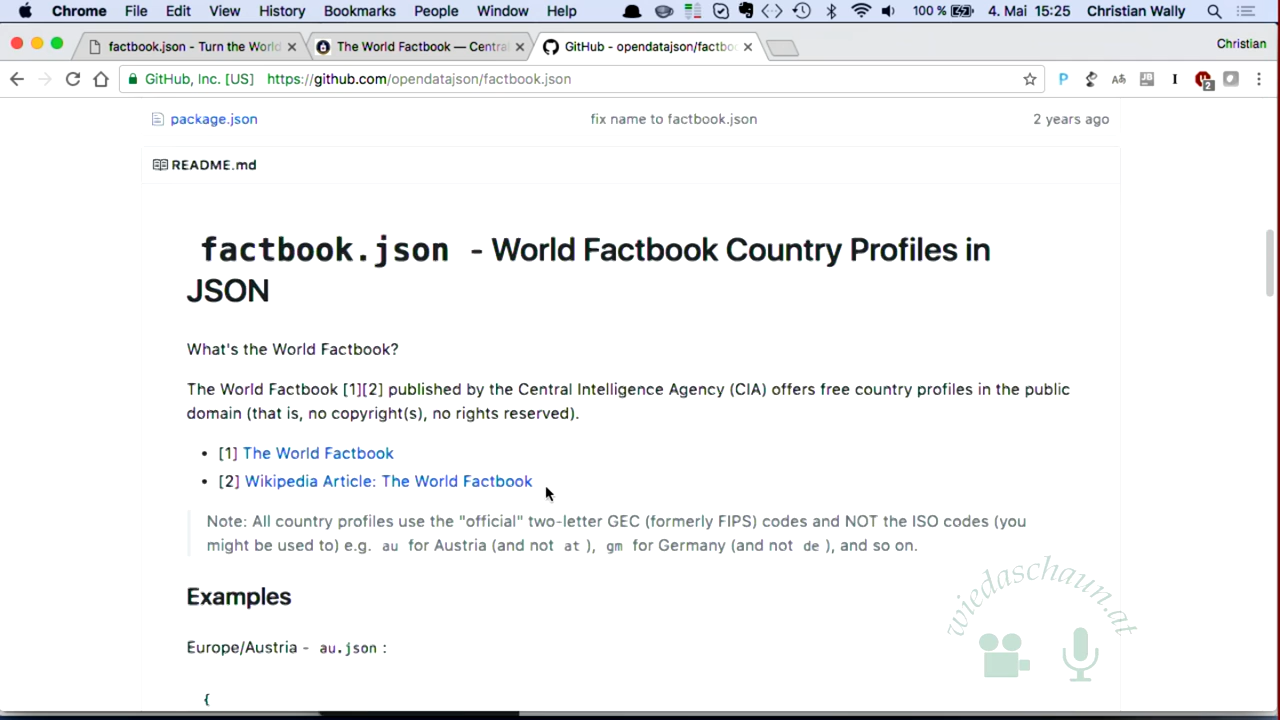 Chrome File Edit View History Bookmarks People Window Help 100 % 4. Mai 15:25 Christian Wally
factbook.json - Turn the World
The World Factbook — Centra
GitHub - opendatajson/factbo
Christian
GitHub, Inc. [US] https://github.com/opendatajson/factbook.json
package.json fix name to factbook.json 2 years ago
README.md
factbook.json - World Factbook Country Profiles in
JSON
What's the World Factbook?
The World Factbook [1][2] published by the Central Intelligence Agency (CIA) offers free country profiles in the public
domain (that is, no copyright(s), no rights reserved).
• [1] The World Factbook
• [2] Wikipedia Article: The World Factbook
Note: All country profiles use the "official" two-letter GEC (formerly FIPS) codes and NOT the ISO codes (you
might be used to) e.g. au for Austria (and not at ), gm for Germany (and not de ), and so on.
Examples
Europe/Austria - au.json :
{
wiedaschaun.at